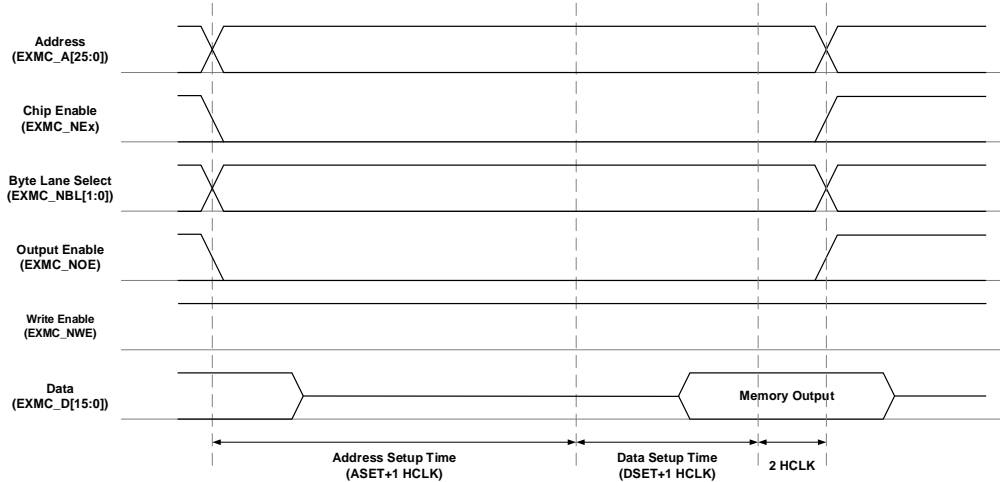 Address
(EXMC_A[25:0])
Chip Enable
(EXMC_NEx)
Byte Lane Select
(EXMC_NBL[1:0])
Output Enable
(EXMC_NOE)
Write Enable
(EXMC_NWE)
Data
(EXMC_D[15:0])
Memory Output
Address Setup Time
(ASET+1 HCLK)
Data Setup Time
(DSET+1 HCLK)
2 HCLK